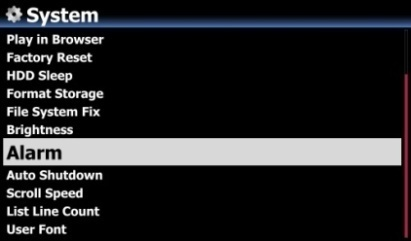 System
Play in Browser
Factory Reset
HDD Sleep
Format Storage
File System Fix
Brightness
Alarm
Auto Shutdown
Scroll Speed
List Line Count
User Font